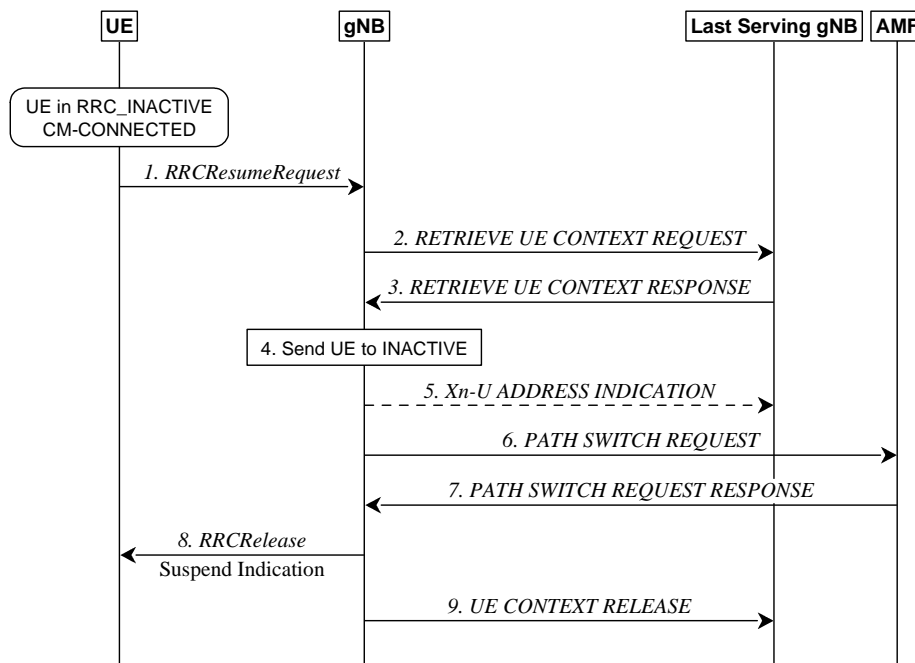 UE
gNB
Last Serving gNB
AMF
UE in RRC_INACTIVE
CM-CONNECTED
1. RRCResumeRequest
2. RETRIEVE UE CONTEXT REQUEST
3. RETRIEVE UE CONTEXT RESPONSE
4. Send UE to INACTIVE
5. Xn-U ADDRESS INDICATION
6. PATH SWITCH REQUEST
7. PATH SWITCH REQUEST RESPONSE
8. RRCRelease
Suspend Indication
9. UE CONTEXT RELEASE